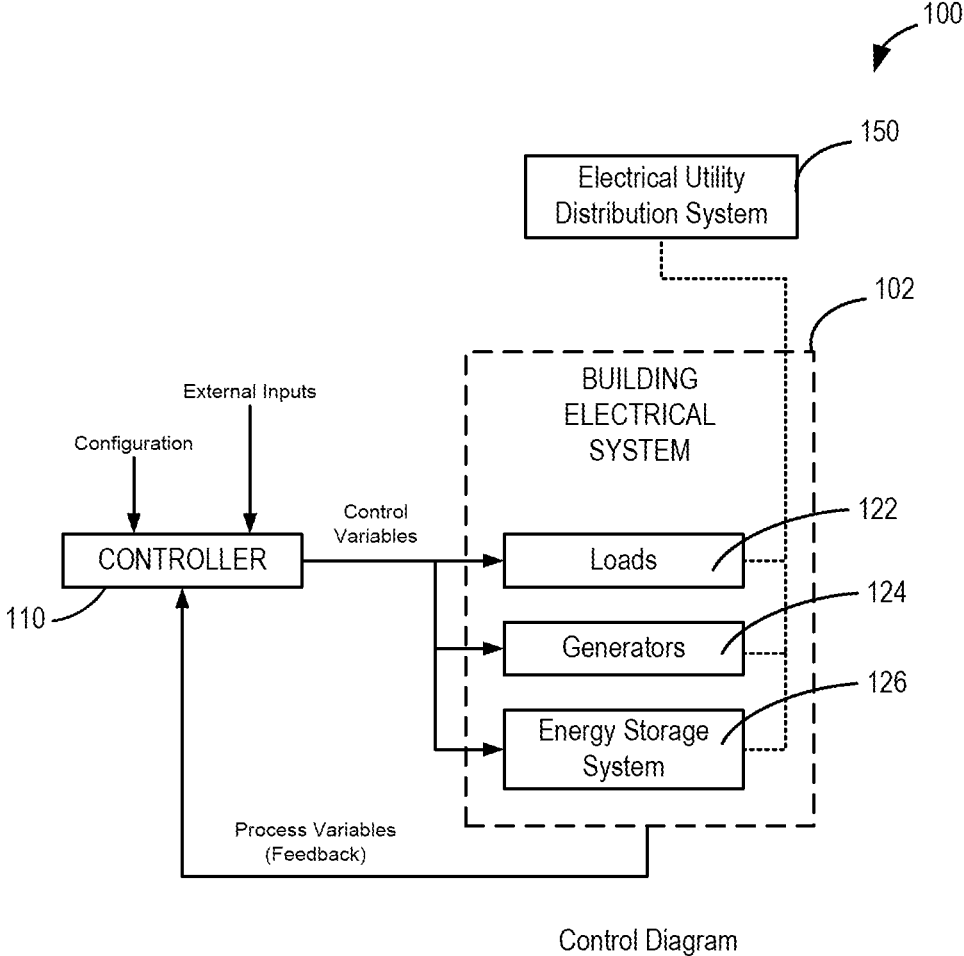 100
150
Electrical Utility
Distribution System
102
BUILDING
ELECTRICAL
SYSTEM
External Inputs
Configuration
Control
Variables
122
CONTROLLER
Loads
110
124
Generators
126
Energy Storage
System
Process Variables
(Feedback)
Control Diagram